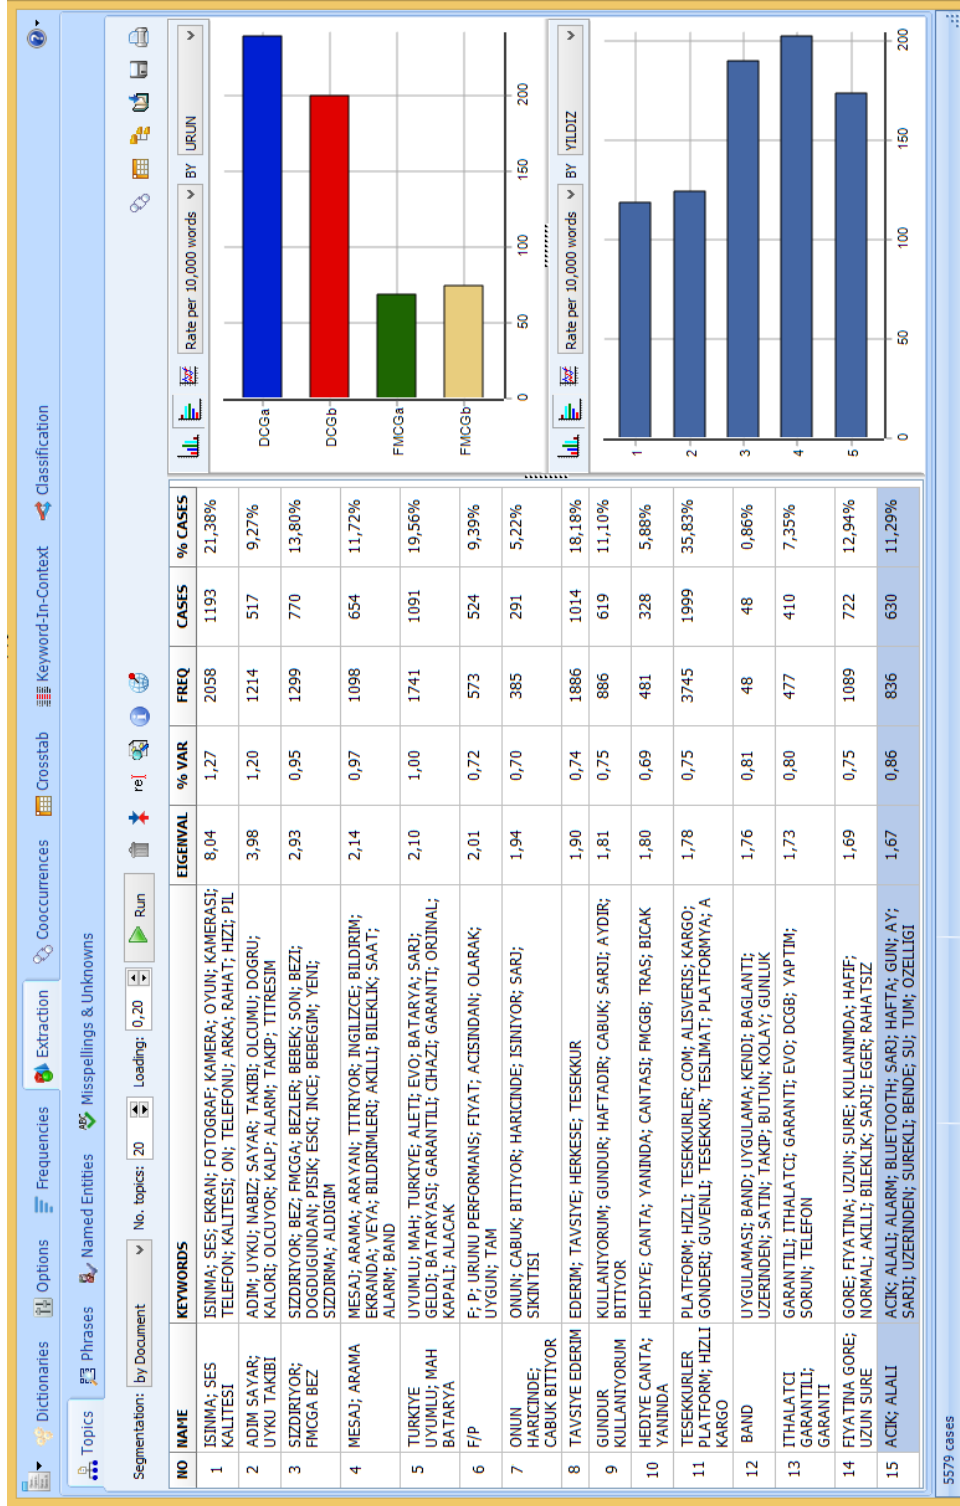 Dictionaries Options Frequencies Extraction Cooccurrences Crosstab Keyword-In-Context Classification
Topics Phrases Named Entities Misspellings & Unknowns
Segmentation: by Document No. topics: 20 Loading: 0,20 Run
NO NAME KEYWORDS EIGENVAL % VAR FREQ CASES % CASES
1 ISINMA; SES KALITESI ISINMA; SES; EKRAN; FOTOGRAF; KAMERA; OYUN; KAMERASI; 8,04 1,27 2058 1193 21,38%
TELEFON; KALITESI; ON; TELEFONU; ARKA; RAHAT; HIZI; PIL
2 ADIM SAYAR; UYKU TAKIBI ADIM; UYKU; NABIZ; SAYAR; TAKIBI; OLCUMU; DOGRU; 3,98 1,20 1214 517 9,27%
KALORI; OLCUYOR; KALP; ALARM; TAKIP; TITRESIM
3 SIZDIRIYOR; FMCGA BEZ SIZDIRIYOR; BEZ; FMCGA; BEZLER; BEBEK; SON; BEZI; 2,93 0,95 1299 770 13,80%
DOGDUGUNDAN; PISIK; ESKI; INCE; BEBEGIM; YENI;
SIZDIRMA; ALDIGIM
4 MESAJ; ARAMA MESAJ; ARAMA; ARAYAN; TITRIYOR; INGILIZCE; BILDIRIM; 2,14 0,97 1098 654 11,72%
EKRANDA; VEYA; BILDIRIMLERI; AKILLI; BILEKLIK; SAAT;
ALARM; BAND
5 TURKIYE UYUMLU; MAH BATARYA UYUMLU; MAH; TURKIYE; ALETI; EVO; BATARYA; SARJ; 2,10 1,00 1741 1091 19,56%
GELDI; BATARYASI; GARANTILI; CIHAZI; GARANTI; ORJINAL;
KAPALI; ALACAK
6 F/P F; P; URUNU PERFORMANS; FIYAT; ACISINDAN; OLARAK; 2,01 0,72 573 524 9,39%
UYGUN; TAM
7 ONUN HARICINDE; CABUK BITTIYOR ONUN; CABUK; BITTIYOR; HARICINDE; ISINIYOR; SARJ; 1,94 0,70 385 291 5,22%
SIKINTISI
8 TAVSIYE EDERIM EDERIM; TAVSIYE; HERKESE; TESEKKUR 1,90 0,74 1886 1014 18,18%
9 GUNDUR KULLANIYORUM KULLANIYORUM; GUNDUR; HAFTADIR; CABUK; SARJI; AYDIR; 1,81 0,75 886 619 11,10%
BITIYOR
10 HEDIYE CANTA; YANINDA HEDIYE; CANTA; YANINDA; CANTASI; FMCGB; TRAS; BICAK 1,80 0,69 481 328 5,88%
11 TESEKKURLER PLATFORM; HIZLI KARGO PLATFORM; HIZLI; TESEKKURLER; COM; ALISVERIS; KARGO; 1,78 0,75 3745 1999 35,83%
GONDERI; GUVENLI; TESEKKUR; TESLIMAT; PLATFORMYA; A
12 BAND UYGULAMASI; BAND; UYGULAMA; KENDI; BAGLANTI; 1,76 0,81 48 48 0,86%
UZERINDEN; SATIN; TAKIP; BUTUN; KOLAY; GUNLUK
13 ITHALATCI GARANTILI; GARANTI GARANTILI; ITHALATCI; GARANTI; EVO; DCGB; YAPTIM; 1,73 0,80 477 410 7,35%
SORUN; TELEFON
14 FIYATINA GORE; UZUN SURE GORE; FIYATINA; UZUN; SURE; KULLANIMDA; HAFIF; 1,69 0,75 1089 722 12,94%
NORMAL; AKILLI; BILEKLIK; SARJI; EGER; RAHATSIZ
15 ACIK; ALALI ACIK; ALALI; ALARM; BLUETOOTH; SARJ; HAFTA; GUN; AY; 1,67 0,86 836 630 11,29%
SARJI; UZERINDEN; SUREKLI; BENDE; SU; TUM; OZELLIGI
Rate per 10,000 words BY URUN
DCGa
DCGb
FMCGa
FMCGb
0 50 100 150 200
Rate per 10,000 words BY YILDIZ
1
2
3
4
5
0 50 100 150 200
5579 cases